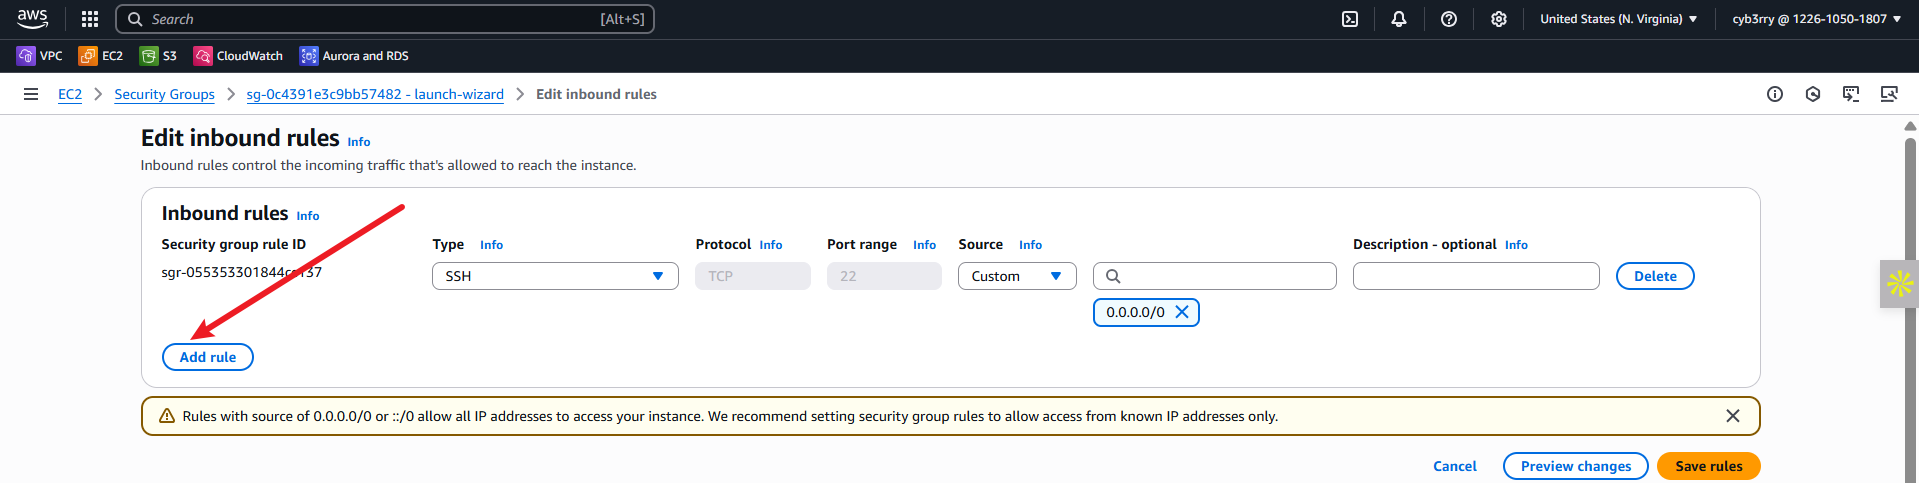 aws Search [Alt+S] United States (N. Virginia) cyb3rry @ 1226-1050-1807
VPC EC2 S3 CloudWatch Aurora and RDS
EC2 Security Groups sg-0c4391e3c9bb57482 - launch-wizard Edit inbound rules
Edit inbound rules Info
Inbound rules control the incoming traffic that's allowed to reach the instance.
Inbound rules Info
Security group rule ID Type Info Protocol Info Port range Info Source Info Description - optional Info
SSH TCP 22 Custom Delete
0.0.0.0/0
Add rule
Rules with source of 0.0.0.0/0 or ::/0 allow all IP addresses to access your instance. We recommend setting security group rules to allow access from known IP addresses only.
Cancel Preview changes Save rules